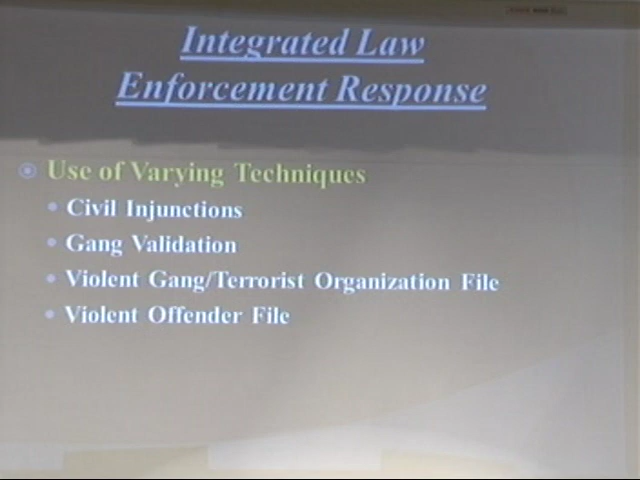 Integrated Law
Enforcement Response
Use of Varying Techniques
Civil Injunctions
Gang Validation
Violent Gang/Terrorist Organization File
Violent Offender File